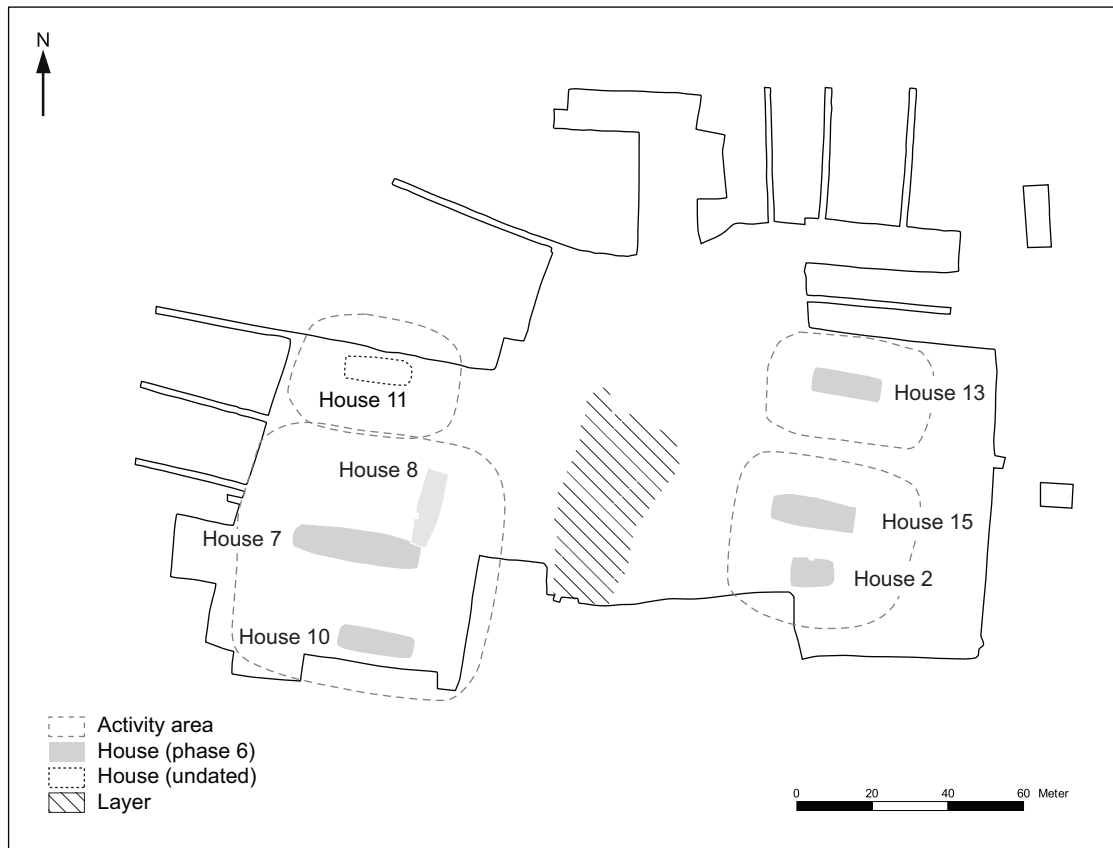 N
House 13
House 11
House 8
House 15
House 7
House 2
House 10
Activity area
House (phase 6)
House (undated)
Layer
0 20 40 60 Meter